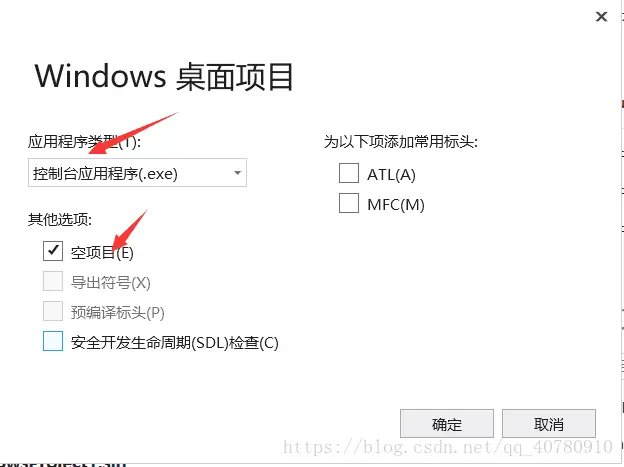 Windows 桌面项目
应用程序类型(T):
控制台应用程序(.exe)
其他选项:
空项目(E)
导出符号(X)
预编译标头(P)
安全开发生命周期(SDL)检查(C)
为以下项添加常用标头:
ATL(A)
MFC(M)
确定
取消
https://blog.csdn.net/qq_40780910